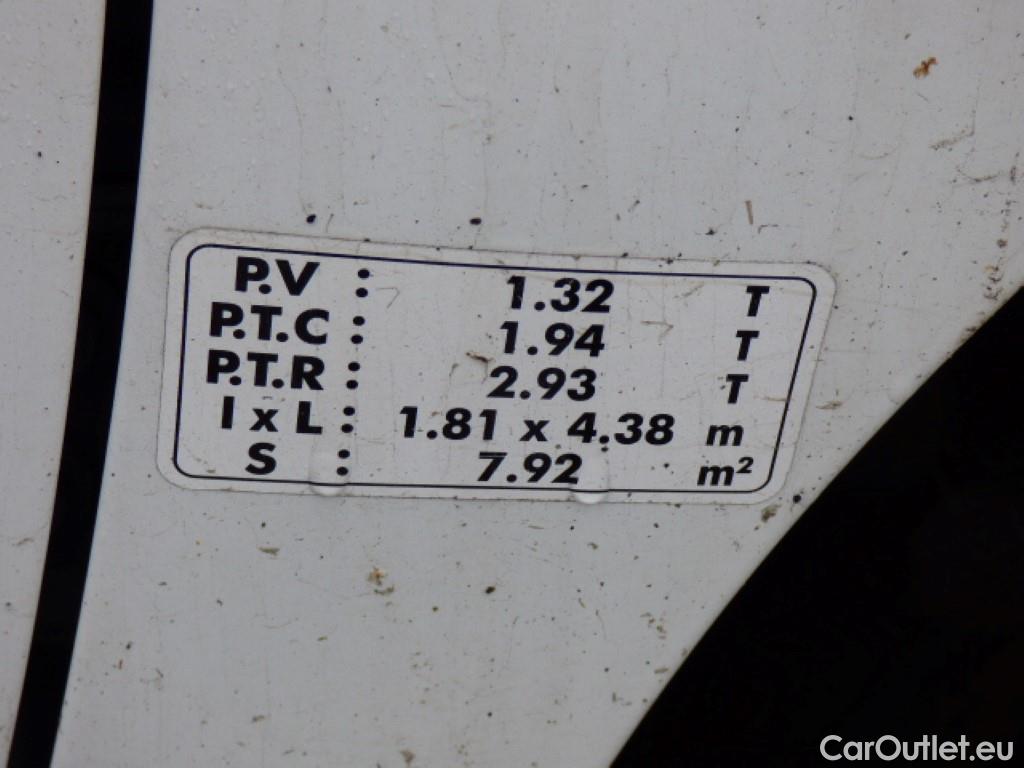 P.V : 1.32 T
P.T.C : 1.94 T
P.T.R : 2.93 T
l x L : 1.81 x 4.38 m
S : 7.92 m²
CarOutlet.eu